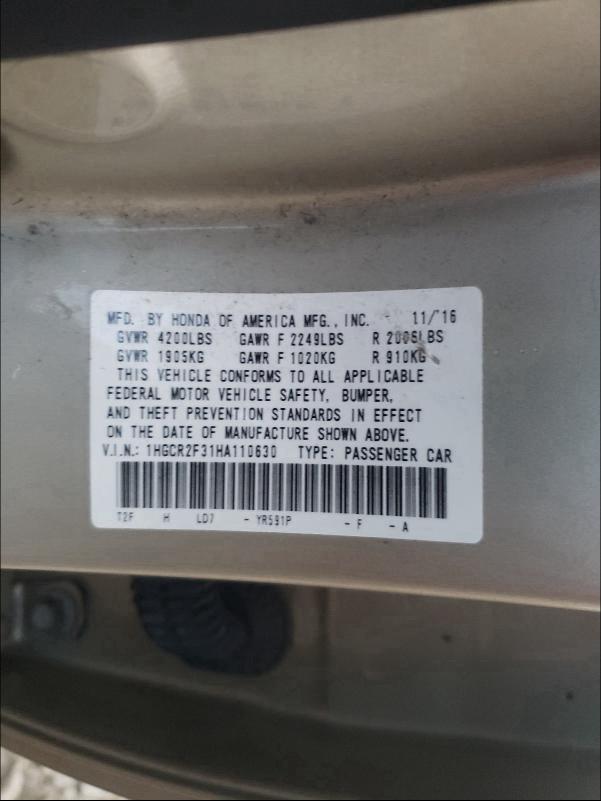 MFD. BY HONDA OF AMERICA MFG., INC. - 11/16
GVWR 4200LBS GAWR F 2249LBS R 2006LBS
GVWR 1905KG GAWR F 1020KG R 910KG
THIS VEHICLE CONFORMS TO ALL APPLICABLE
FEDERAL MOTOR VEHICLE SAFETY, BUMPER,
AND THEFT PREVENTION STANDARDS IN EFFECT
ON THE DATE OF MANUFACTURE SHOWN ABOVE.
V.I.N.: 1HGCR2F31HA110630 TYPE: PASSENGER CAR
T2F H LD7 - YR591P - F - A